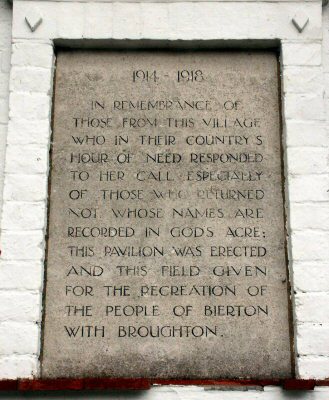 1914 - 1918
IN REMEMBRANCE OF
THOSE FROM THIS VILLAGE
WHO IN THEIR COUNTRY'S
HOUR OF NEED RESPONDED
TO HER CALL ESPECIALLY
OF THOSE WHO RETURNED
NOT WHOSE NAMES ARE
RECORDED IN GODS ACRE;
THIS PAVILION WAS ERECTED
AND THIS FIELD GIVEN
FOR THE RECREATION OF
THE PEOPLE OF BIERTON
WITH BROUGHTON.